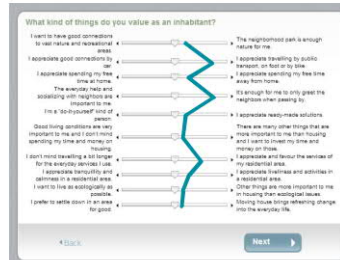 What kind of things do you value as an inhabitant?
I want to have good connections
to vast nature and recreational
areas.
The neighborhood park is enough
nature for me.
I appreciate good connections by
car.
I appreciate travelling by public
transport, on foot or by bike.
I appreciate spending my free
time at home.
I appreciate spending my free time
away from home.
The everyday help and
socializing with neighbors are
important to me.
It's enough for me to only greet the
neighbors when passing by.
I'm a "do-it-yourself" kind of
person.
I appreciate ready-made solutions.
Good living conditions are very
important to me and I don't mind
spending my time and money on
housing.
There are many other things that are
more important to me than housing
and I want to invest my time and
money on those.
I don't mind travelling a bit longer
for the everyday services I use.
I appreciate and favour the services of
my residential area.
I appreciate tranquility and
calmness in a residential area.
I appreciate liveliness and activities in
a residential area.
I want to live as ecologically as
possible.
Other things are more important to me
in housing than ecological issues.
I prefer to settle down in an area
for good.
Moving house brings refreshing change
into the everyday life.
Back
Next